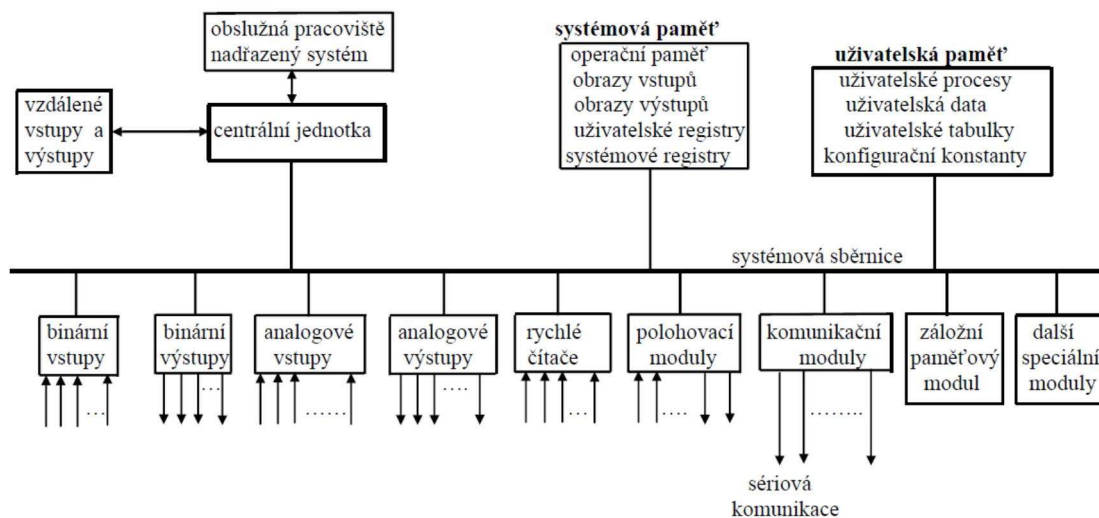 obslužná pracoviště
nadřazený systém
vzdálené
vstupy a
výstupy
centrální jednotka
systémová paměť
operační paměť
obrazy vstupů
obrazy výstupů
uživatelské registry
systémové registry
uživatelská paměť
uživatelské procesy
uživatelská data
uživatelské tabulky
konfigurační konstanty
systémová sběrnice
binární
vstupy
binární
výstupy
analogové
vstupy
analogové
výstupy
rychlé
čítače
polohovací
moduly
komunikační
moduly
záložní
paměťový
modul
další
speciální
moduly
sériová
komunikace